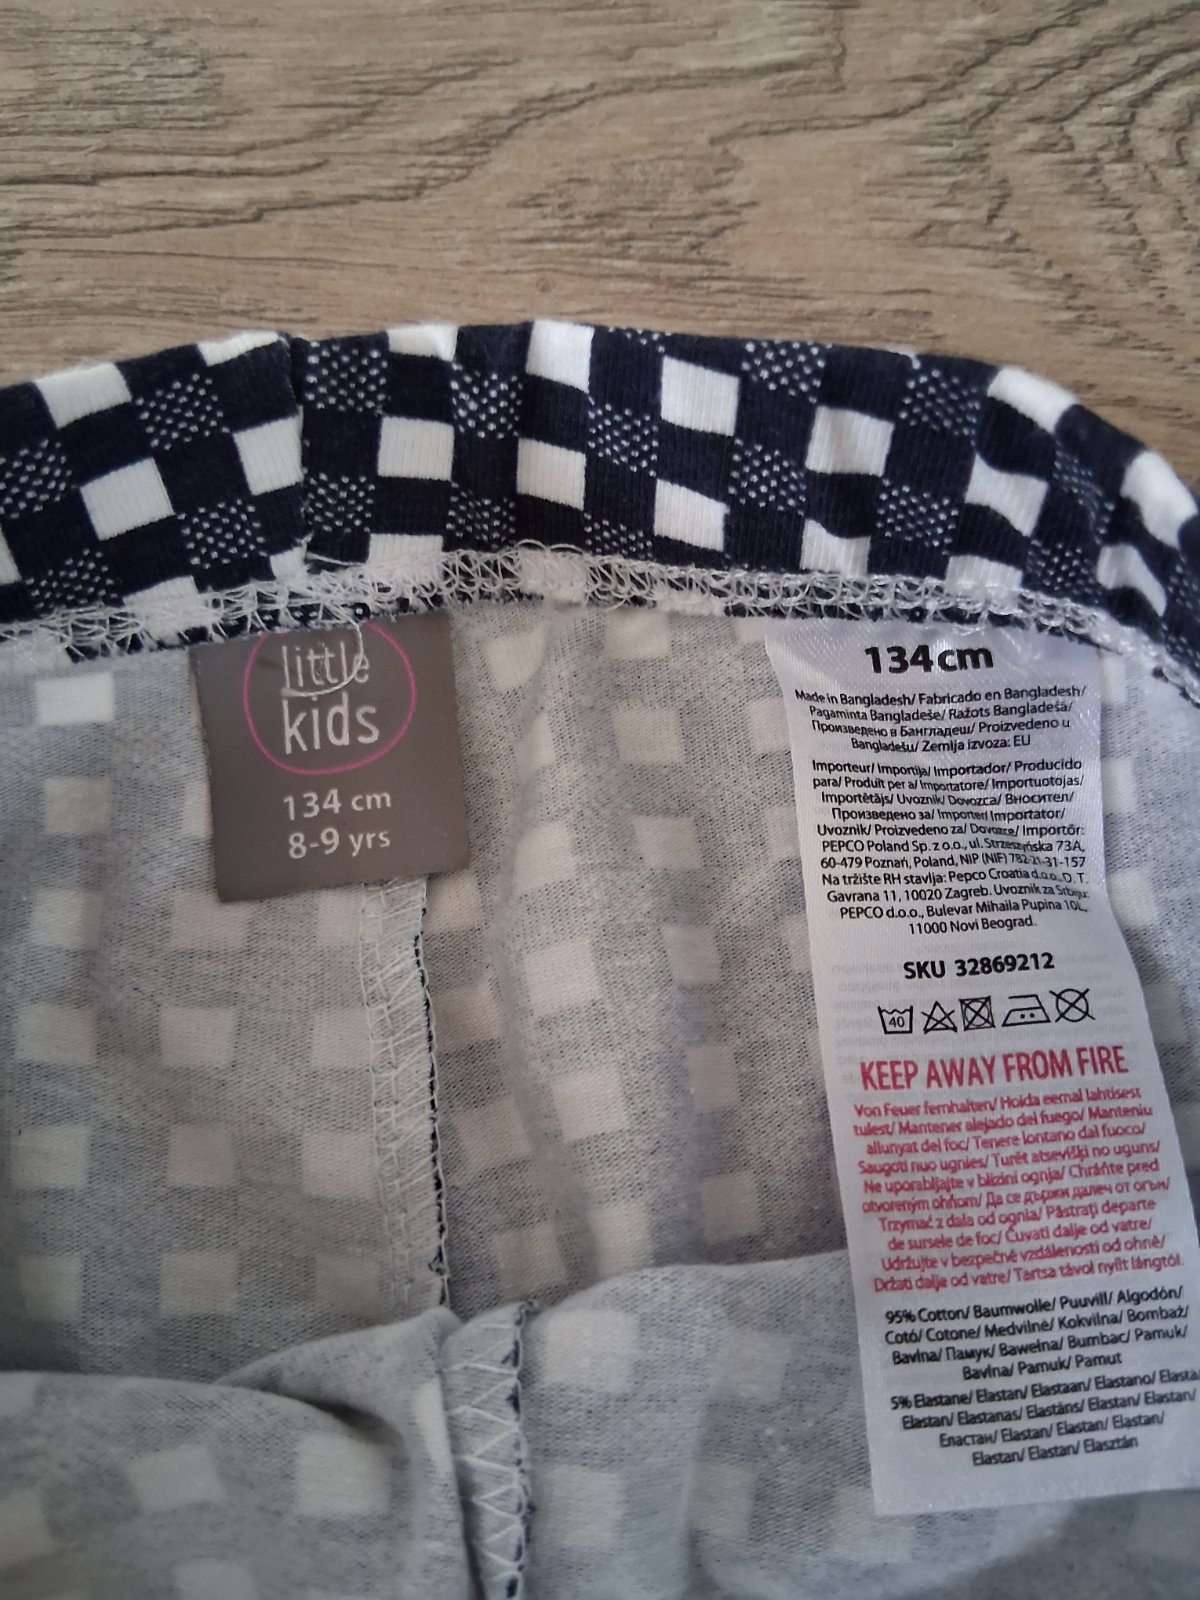 little
kids
134 cm
8-9 yrs
134cm
Made in Bangladesh/ Fabricado en Bangladesh/
Pagaminta Bangladeše/ Ražots Bangladešā/
Произведено в Бангладеш/ Proizvedeno u
Bangladešu/ Zemlja izvoza: EU
Importeur/ Importija/ Importador/ Producido
para/ Produït per a/ Importatore/ Importuotojas/
Importētājs/ Uvoznik/ Dovozca/ Вносител/
Произведено за/ Importer/ Importator/
Uvoznik/ Proizvedeno za/ Dovozce/ Importőr:
PEPCO Poland Sp. z o.o., ul. Strzeszyńska 73A,
60-479 Poznań, Poland, NIP (NIF) 782-21-31-157
Na tržište RH stavlja: Pepco Croatia d.o.o., D. T.
Gavrana 11, 10020 Zagreb. Uvoznik za Srbiju:
PEPCO d.o.o., Bulevar Mihaila Pupina 10L,
11000 Novi Beograd.
SKU 32869212
40
KEEP AWAY FROM FIRE
Von Feuer fernhalten/ Hoida eemal lahtisest
tulest/ Mantener alejado del fuego/ Manteniu
allunyat del foc/ Tenere lontano dal fuoco/
Saugoti nuo ugnies/ Turēt atsevišķi no uguns/
Ne uporabljajte v bližini ognja/ Chráňte pred
otvoreným ohňom/ Да се държи далеч от огън/
Trzymać z dala od ognia/ Păstrați departe
de sursele de foc/ Čuvati dalje od vatre/
Udržujte v bezpečné vzdálenosti od ohně/
Držati dalje od vatre/ Tartsa távol nyílt lángtól.
95% Cotton/ Baumwolle/ Puuvill/ Algodón/
Cotó/ Cotone/ Medvilnė/ Kokvilna/ Bombaž/
Bavlna/ Памук/ Bawełna/ Bumbac/ Pamuk/
Bavlna/ Pamuk/ Pamut
5% Elastane/ Elastan/ Elastaan/ Elastano/ Elastà
Elastan/ Elastanas/ Elastāns/ Elastan/ Elastan/
Еластан/ Elastan/ Elastan/ Elastan/
Elastan/ Elastan/ Elasztán